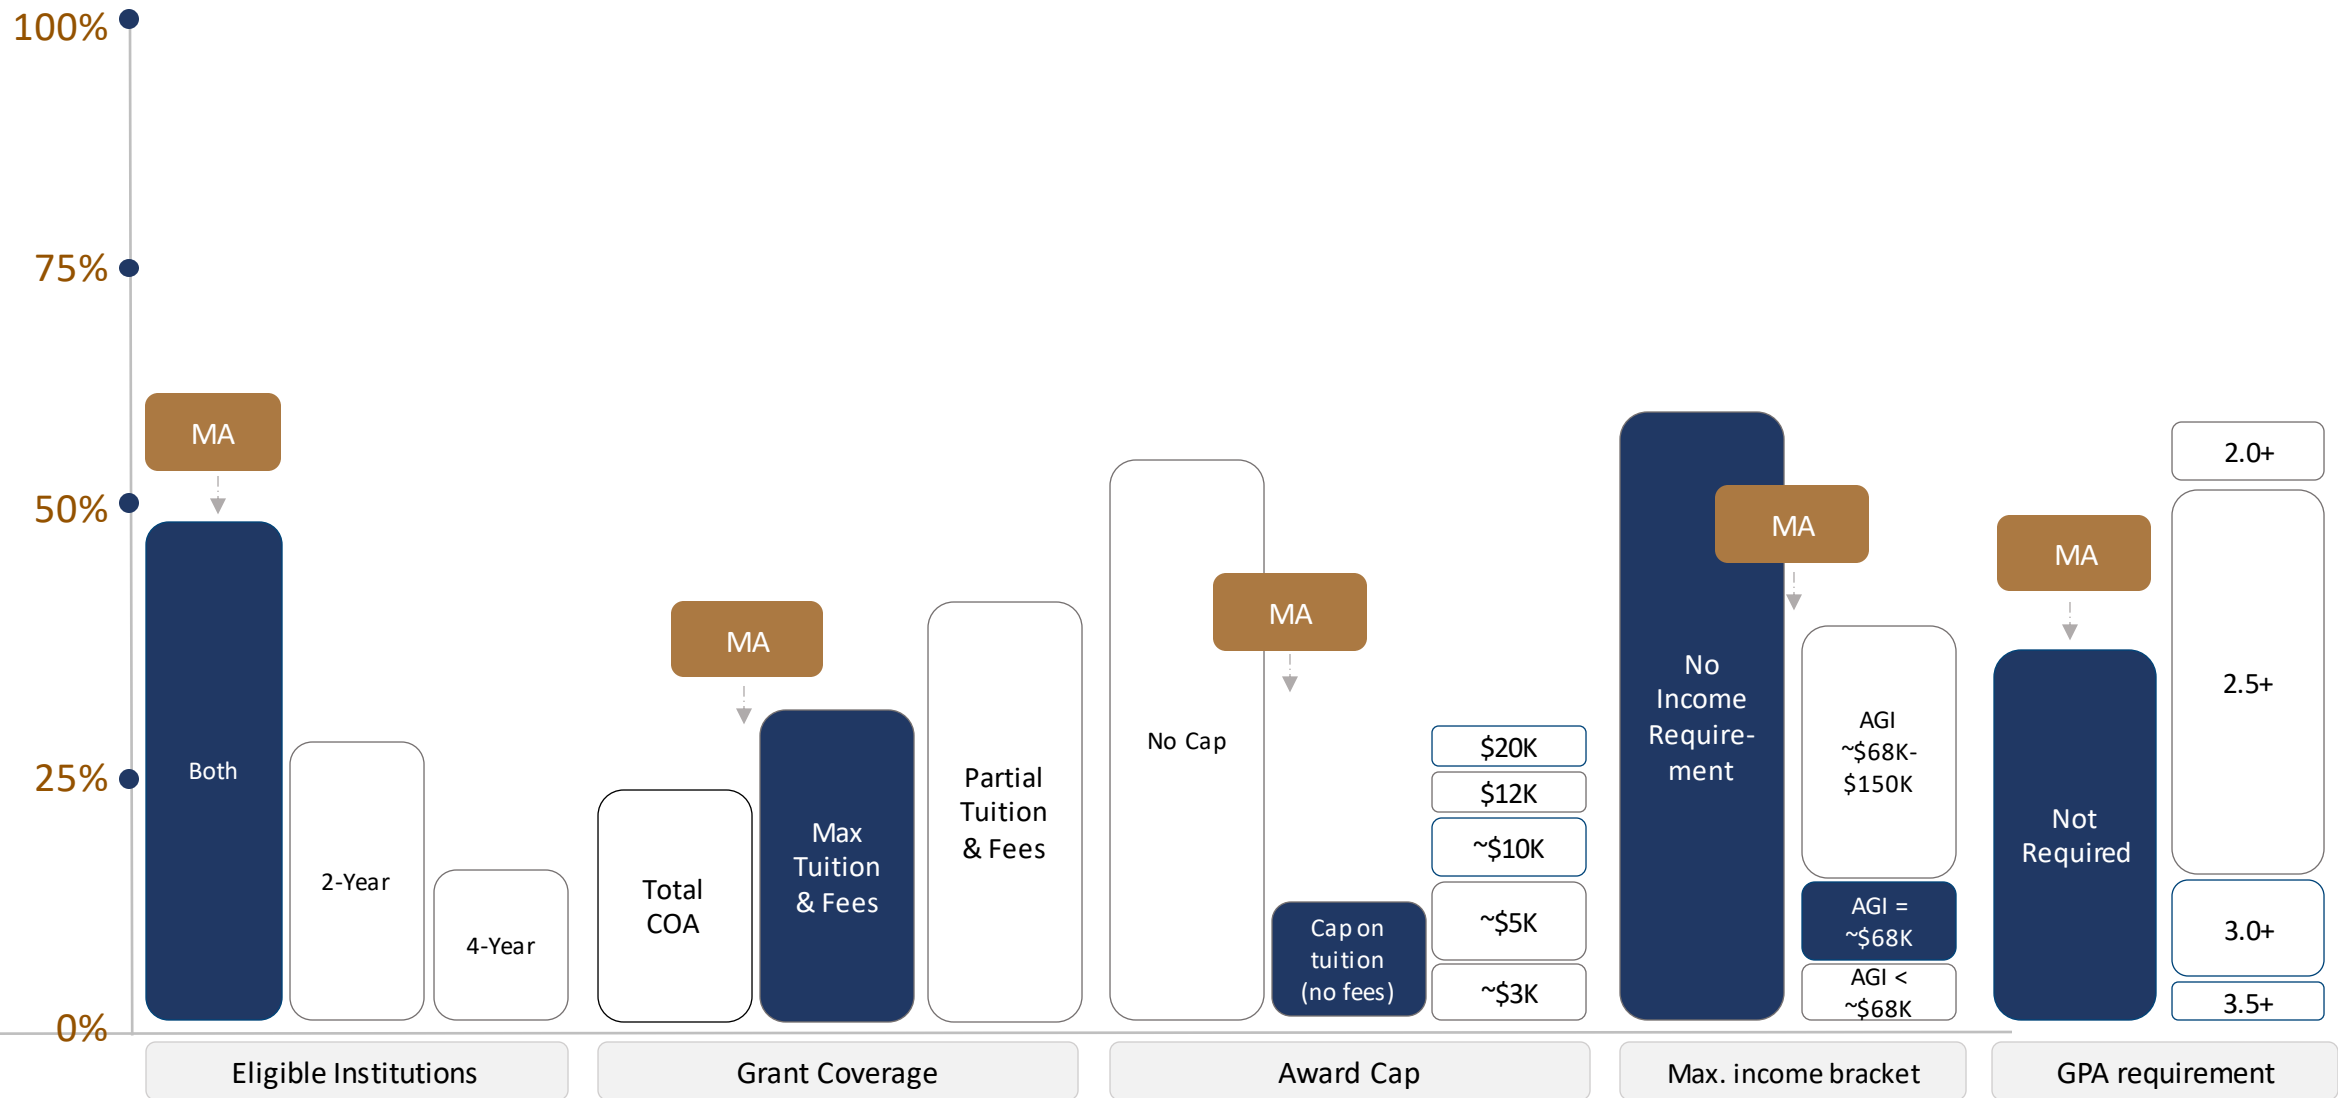 100%
75%
50%
25%
0%
MA
Both
2-Year
4-Year
Eligible Institutions
MA
Total
COA
Max
Tuition
& Fees
Partial
Tuition
& Fees
Grant Coverage
No Cap
MA
Cap on
tuition
(no fees)
$20K
$12K
~$10K
~$5K
~$3K
Award Cap
No
Income
Require-
ment
MA
AGI
~$68K-
$150K
AGI =
~$68K
AGI <
~$68K
Max. income bracket
MA
Not
Required
2.0+
2.5+
3.0+
3.5+
GPA requirement